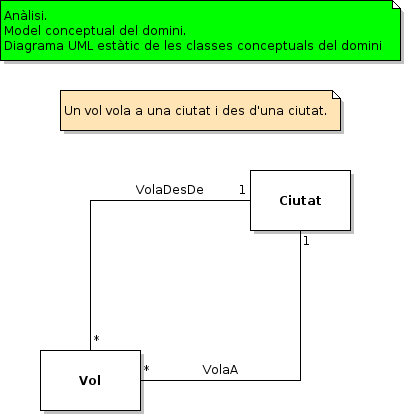 Anàlisi.
Model conceptual del domini.
Diagrama UML estàtic de les classes conceptuals del domini
Un vol vola a una ciutat i des d'una ciutat.
VolaDesDe
1
Ciutat
1
*
*
VolaA
Vol